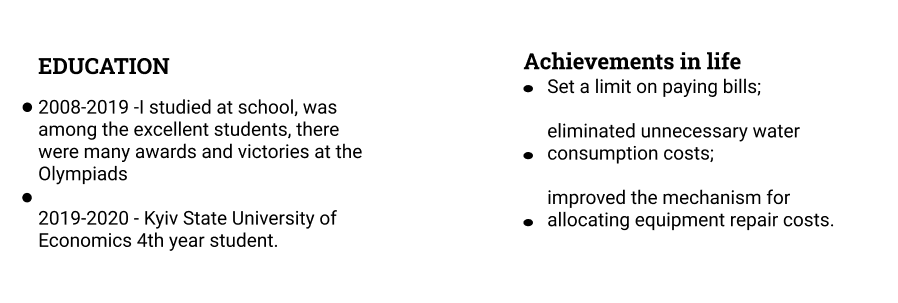 EDUCATION
2008-2019 -I studied at school, was
among the excellent students, there
were many awards and victories at the
Olympiads
2019-2020 - Kyiv State University of
Economics 4th year student.
Achievements in life
Set a limit on paying bills;
eliminated unnecessary water
consumption costs;
improved the mechanism for
allocating equipment repair costs.